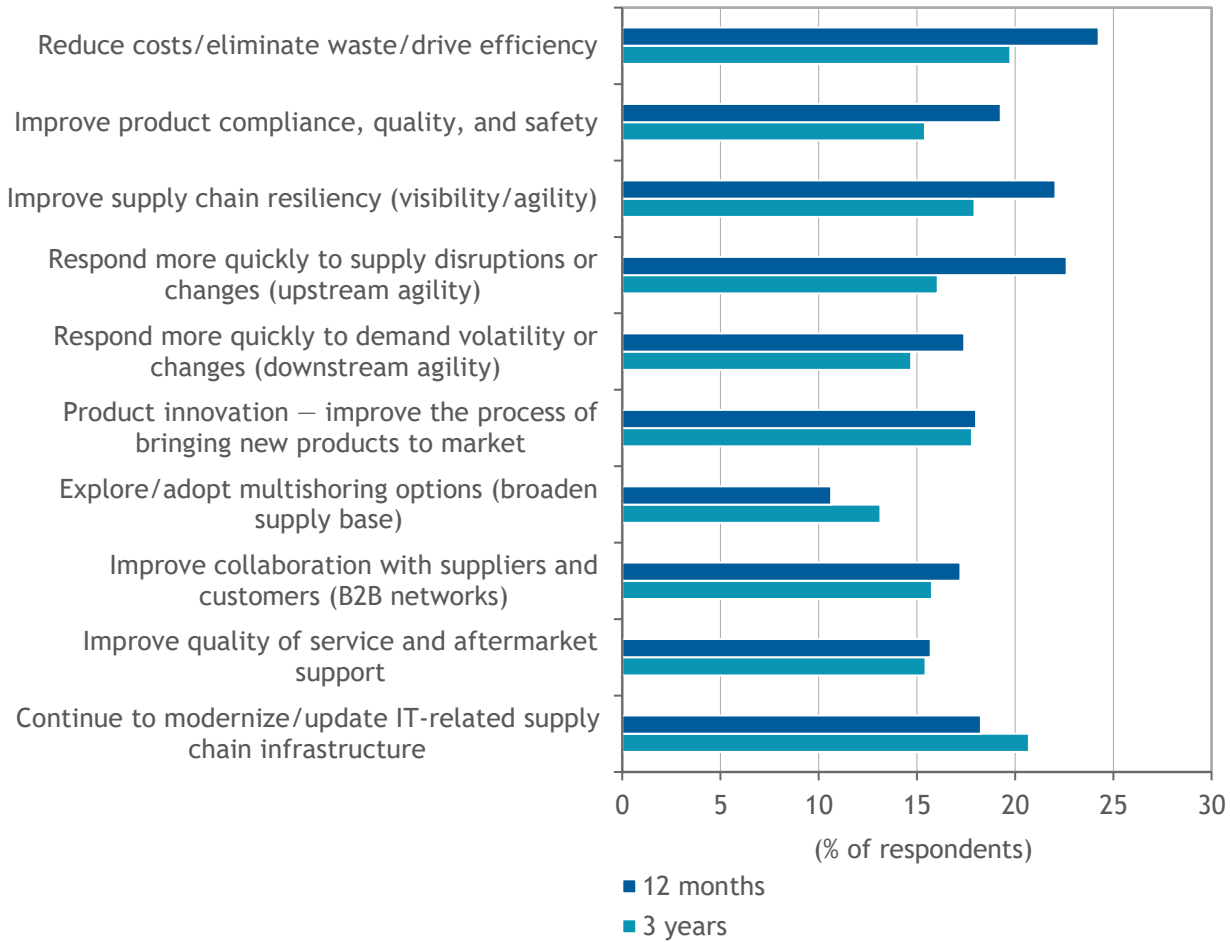 Reduce costs/eliminate waste/drive efficiency
Improve product compliance, quality, and safety
Improve supply chain resiliency (visibility/agility)
Respond more quickly to supply disruptions or
changes (upstream agility)
Respond more quickly to demand volatility or
changes (downstream agility)
Product innovation — improve the process of
bringing new products to market
Explore/adopt multishoring options (broaden
supply base)
Improve collaboration with suppliers and
customers (B2B networks)
Improve quality of service and aftermarket
support
Continue to modernize/update IT-related supply
chain infrastructure
0 5 10 15 20 25 30
(% of respondents)
12 months
3 years